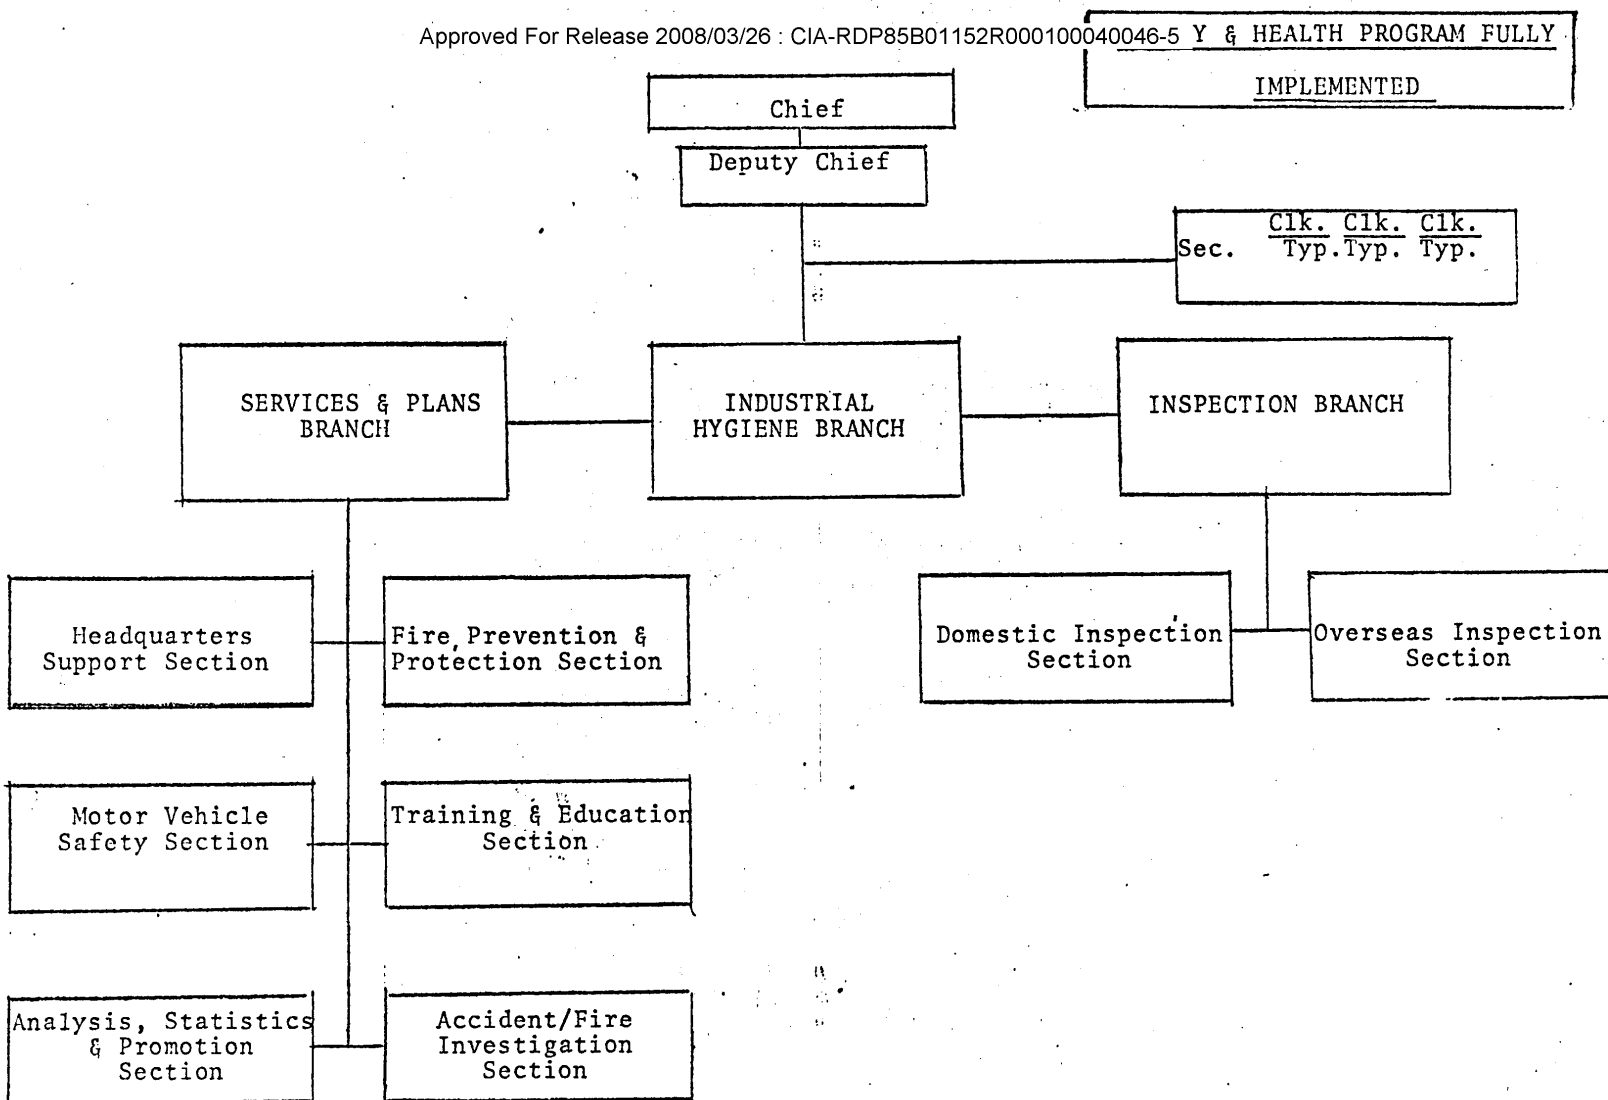 Approved For Release 2008/03/26 : CIA-RDP85B01152R000100040046-5
Y & HEALTH PROGRAM FULLY
IMPLEMENTED
Chief
Deputy Chief
Clk. Clk. Clk.
Sec. Typ. Typ. Typ.
SERVICES & PLANS
BRANCH
INDUSTRIAL
HYGIENE BRANCH
INSPECTION BRANCH
Headquarters
Support Section
Fire Prevention &
Protection Section
Domestic Inspection
Section
Overseas Inspection
Section
Motor Vehicle
Safety Section
Training & Education
Section
Analysis, Statistics
& Promotion
Section
Accident/Fire
Investigation
Section